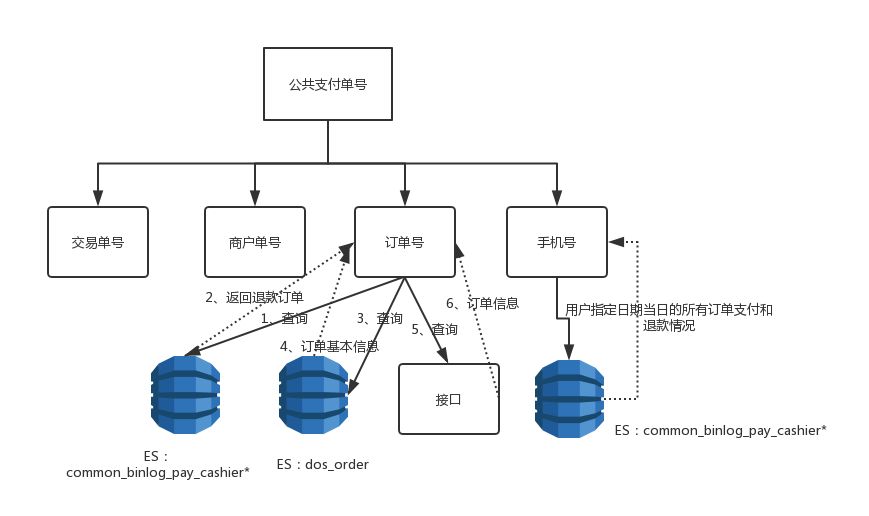 公共支付单号
交易单号
商户单号
订单号
手机号
2、返回退款订单
1、查询
4、订单基本信息
3、查询
5、查询
6、订单信息
用户指定日期当日的所有订单支付和
退款情况
接口
ES：
common_binlog_pay_cashier*
ES：dos_order
ES：common_binlog_pay_cashier*